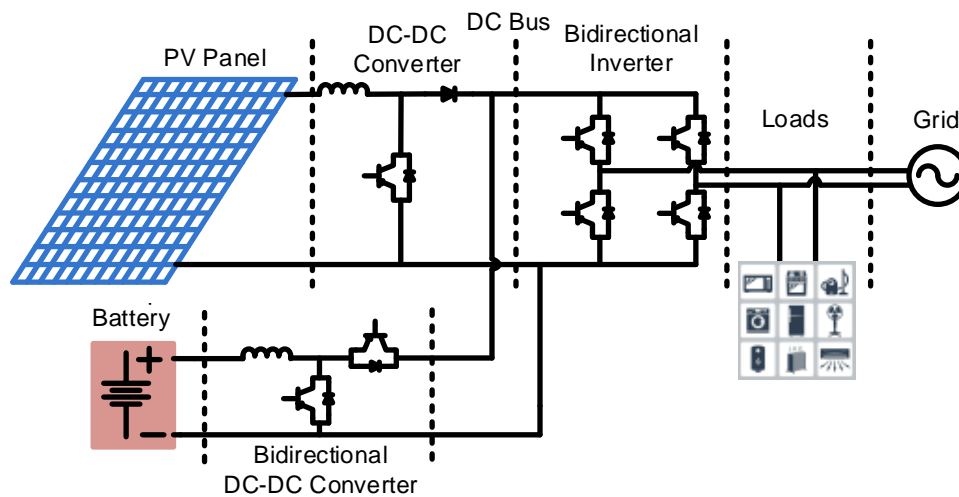 PV Panel
DC-DC
Converter
DC Bus
Bidirectional
Inverter
Loads
Grid
Battery
Bidirectional
DC-DC Converter